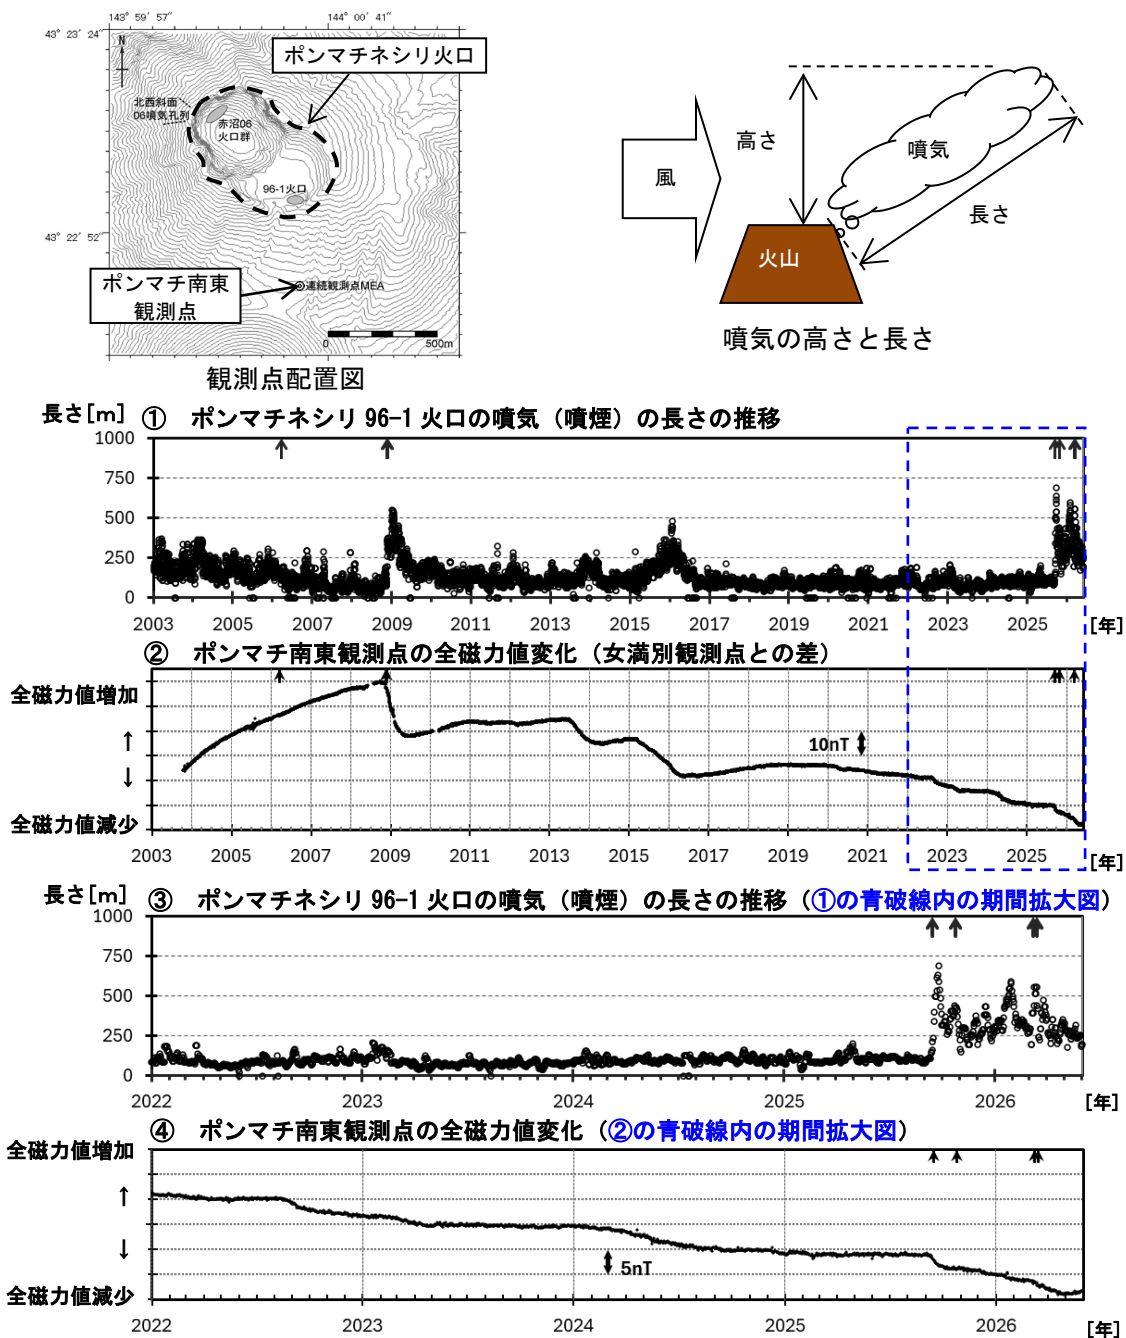 143° 59′ 57″
144° 00′ 41″
43° 23′ 24″
N
ポンマチネシリ火口
北西斜面
06噴気孔列
赤沼06
火口群
96-1火口
43° 22′ 52″
ポンマチ南東
観測点
連続観測点MEA
0
500m
観測点配置図
風
高さ
噴気
長さ
火山
噴気の高さと長さ
長さ[m]
① ポンマチネシリ 96-1 火口の噴気（噴煙）の長さの推移
1000
750
500
250
0
2003 2005 2007 2009 2011 2013 2015 2017 2019 2021 2023 2025
[年]
② ポンマチ南東観測点の全磁力値変化（女満別観測点との差）
全磁力値増加
↑
↓
全磁力値減少
10nT
2003 2005 2007 2009 2011 2013 2015 2017 2019 2021 2023 2025
[年]
長さ[m]
③ ポンマチネシリ 96-1 火口の噴気（噴煙）の長さの推移（①の青破線内の期間拡大図）
1000
750
500
250
0
2022 2023 2024 2025 2026
[年]
④ ポンマチ南東観測点の全磁力値変化（②の青破線内の期間拡大図）
全磁力値増加
↑
↓
全磁力値減少
5nT
2022 2023 2024 2025 2026
[年]